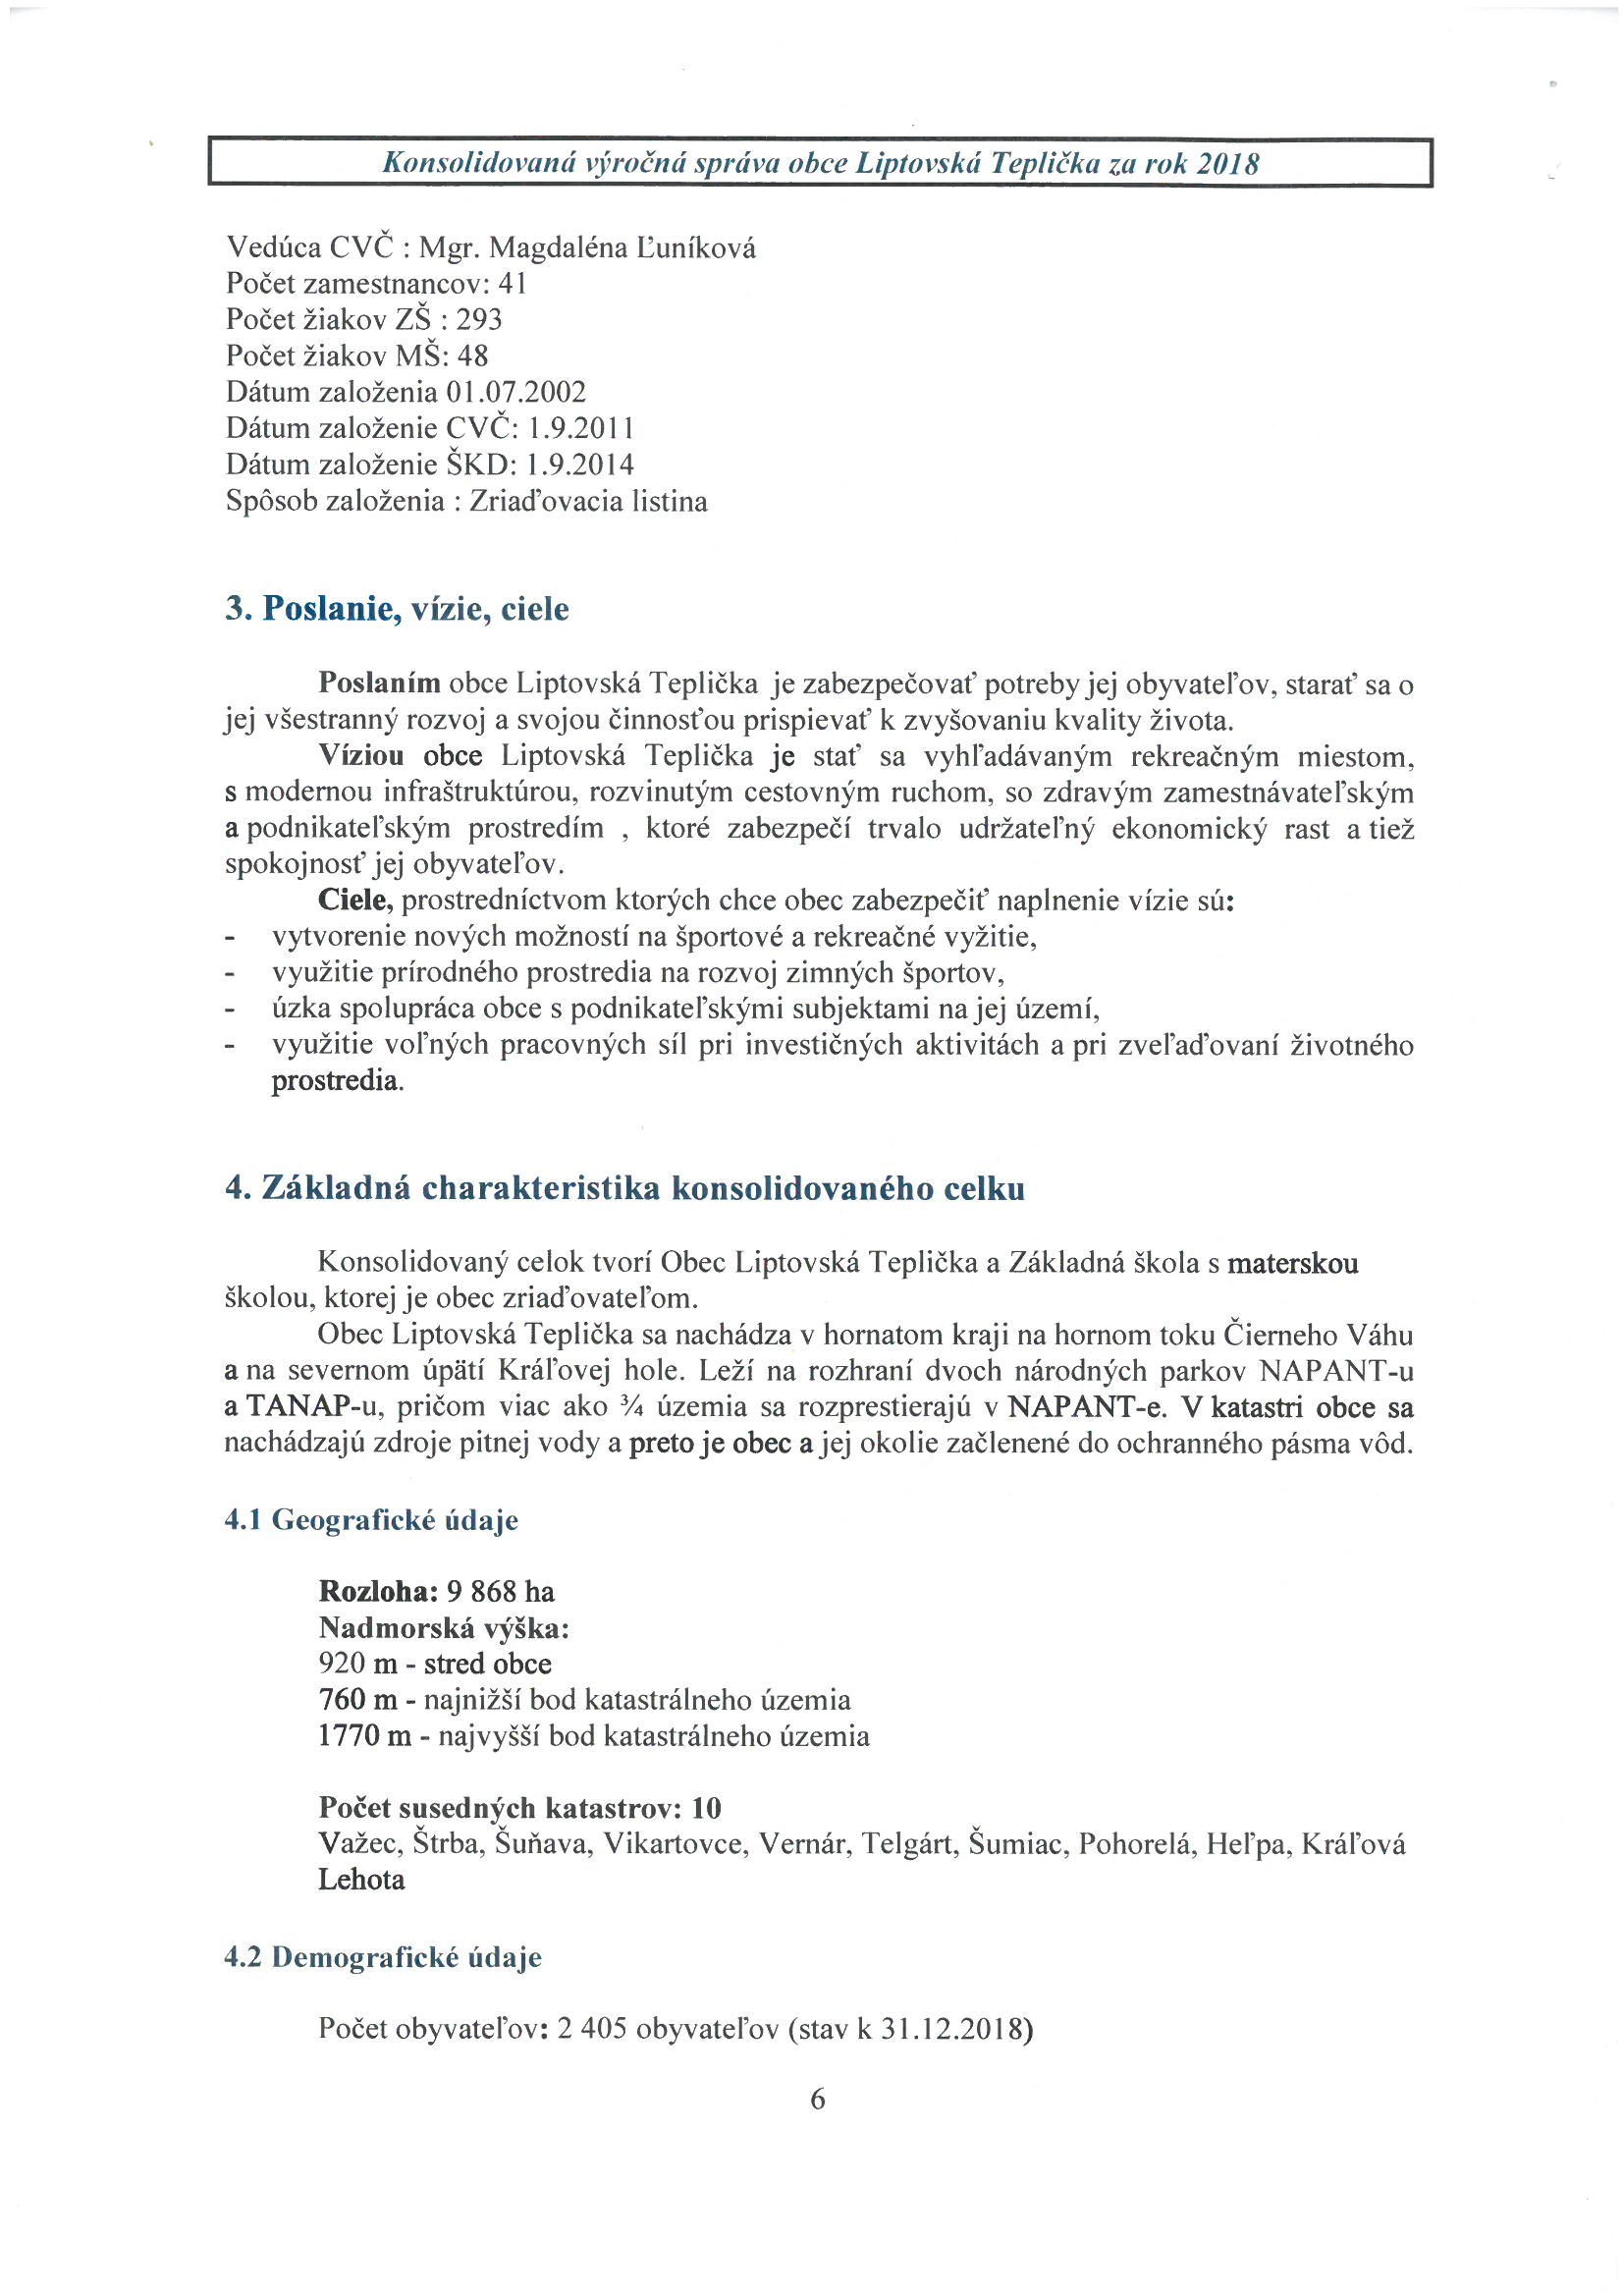 Konsolidovaná výročná správa obce Liptovská Teplička za rok 2018
Vedúca CVČ : Mgr. Magdaléna Ľuníková
Počet zamestnancov: 41
Počet žiakov ZŠ : 293
Počet žiakov MŠ: 48
Dátum založenia 01.07.2002
Dátum založenie CVČ: 1.9.2011
Dátum založenie ŠKD: 1.9.2014
Spôsob založenia : Zriaďovacia listina
3. Poslanie, vízie, ciele
Poslaním obce Liptovská Teplička je zabezpečovať potreby jej obyvateľov, starať sa o
jej všestranný rozvoj a svojou činnosťou prispievať k zvyšovaniu kvality života.
Víziou obce Liptovská Teplička je stať sa vyhľadávaným rekreačným miestom,
s modernou infraštruktúrou, rozvinutým cestovným ruchom, so zdravým zamestnávateľským
a podnikateľským prostredím , ktoré zabezpečí trvalo udržateľný ekonomický rast a tiež
spokojnosť jej obyvateľov.
Ciele, prostredníctvom ktorých chce obec zabezpečiť naplnenie vízie sú:
- vytvorenie nových možností na športové a rekreačné vyžitie,
- využitie prírodného prostredia na rozvoj zimných športov,
- úzka spolupráca obce s podnikateľskými subjektami na jej území,
- využitie voľných pracovných síl pri investičných aktivitách a pri zveľaďovaní životného
prostredia.
4. Základná charakteristika konsolidovaného celku
Konsolidovaný celok tvorí Obec Liptovská Teplička a Základná škola s materskou
školou, ktorej je obec zriaďovateľom.
Obec Liptovská Teplička sa nachádza v hornatom kraji na hornom toku Čierneho Váhu
a na severnom úpätí Kráľovej hole. Leží na rozhraní dvoch národných parkov NAPANT-u
a TANAP-u, pričom viac ako ¾ územia sa rozprestierajú v NAPANT-e. V katastri obce sa
nachádzajú zdroje pitnej vody a preto je obec a jej okolie začlenené do ochranného pásma vôd.
4.1 Geografické údaje
Rozloha: 9 868 ha
Nadmorská výška:
920 m - stred obce
760 m - najnižší bod katastrálneho územia
1770 m - najvyšší bod katastrálneho územia
Počet susedných katastrov: 10
Važec, Štrba, Šuňava, Vikartovce, Vernár, Telgárt, Šumiac, Pohorelá, Heľpa, Kráľová
Lehota
4.2 Demografické údaje
Počet obyvateľov: 2 405 obyvateľov (stav k 31.12.2018)
6